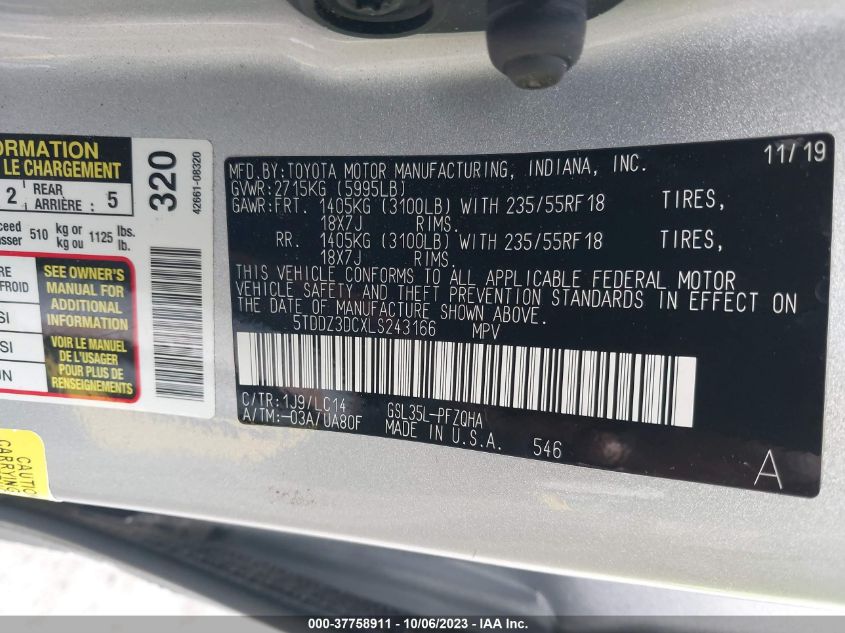 ORMATION
LE CHARGEMENT
2 REAR ARRIÈRE : 5
510 kg or kg ou 1125 lbs. lb.
320
42661-08320
SEE OWNER'S
MANUAL FOR
ADDITIONAL
INFORMATION
VOIR LE MANUEL
DE L'USAGER
POUR PLUS DE
RENSEIGNEMENTS
MFD.BY:TOYOTA MOTOR MANUFACTURING, INDIANA, INC. 11/19
GVWR:2715KG (5995LB)
GAWR:FRT. 1405KG (3100LB) WITH 235/55RF18 TIRES,
18X7J RIMS.
RR. 1405KG (3100LB) WITH 235/55RF18 TIRES,
18X7J RIMS.
THIS VEHICLE CONFORMS TO ALL APPLICABLE FEDERAL MOTOR
VEHICLE SAFETY AND THEFT PREVENTION STANDARDS IN EFFECT ON
THE DATE OF MANUFACTURE SHOWN ABOVE.
5TDDZ3DCXLS243166 MPV
C/TR:1J9/LC14 GSL35L-PFZQHA
A/TM:-03A/UA80F MADE IN U.S.A. 546
A
CAUTIO
CARRYING
000-37758911 - 10/06/2023 - IAA Inc.